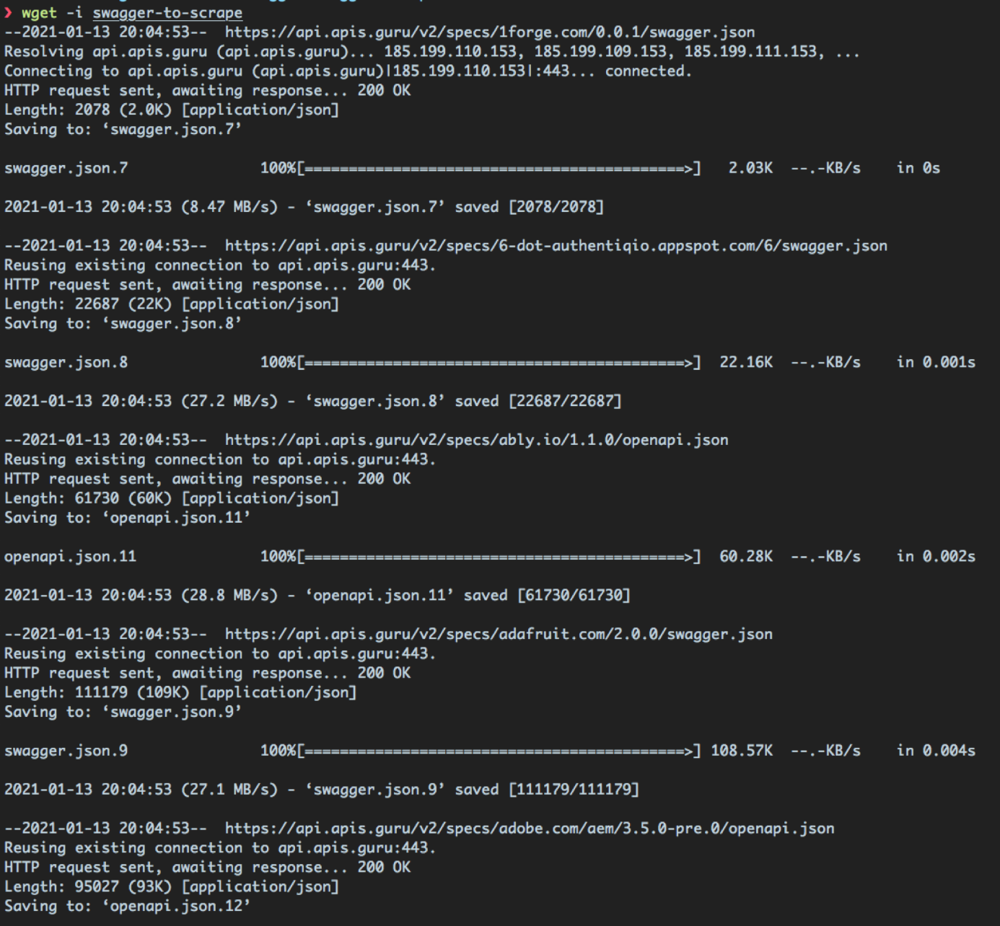 ❯ wget -i swagger-to-scrape
--2021-01-13 20:04:53--  https://api.apis.guru/v2/specs/1forge.com/0.0.1/swagger.json
Resolving api.apis.guru (api.apis.guru)... 185.199.110.153, 185.199.109.153, 185.199.111.153, ...
Connecting to api.apis.guru (api.apis.guru)|185.199.110.153|:443... connected.
HTTP request sent, awaiting response... 200 OK
Length: 2078 (2.0K) [application/json]
Saving to: ‘swagger.json.7’
swagger.json.7               100%[===========================================>]   2.03K  --.-KB/s    in 0s
2021-01-13 20:04:53 (8.47 MB/s) - ‘swagger.json.7’ saved [2078/2078]
--2021-01-13 20:04:53--  https://api.apis.guru/v2/specs/6-dot-authentiqio.appspot.com/6/swagger.json
Reusing existing connection to api.apis.guru:443.
HTTP request sent, awaiting response... 200 OK
Length: 22687 (22K) [application/json]
Saving to: ‘swagger.json.8’
swagger.json.8               100%[===========================================>]  22.16K  --.-KB/s    in 0.001s
2021-01-13 20:04:53 (27.2 MB/s) - ‘swagger.json.8’ saved [22687/22687]
--2021-01-13 20:04:53--  https://api.apis.guru/v2/specs/ably.io/1.1.0/openapi.json
Reusing existing connection to api.apis.guru:443.
HTTP request sent, awaiting response... 200 OK
Length: 61730 (60K) [application/json]
Saving to: ‘openapi.json.11’
openapi.json.11              100%[===========================================>]  60.28K  --.-KB/s    in 0.002s
2021-01-13 20:04:53 (28.8 MB/s) - ‘openapi.json.11’ saved [61730/61730]
--2021-01-13 20:04:53--  https://api.apis.guru/v2/specs/adafruit.com/2.0.0/swagger.json
Reusing existing connection to api.apis.guru:443.
HTTP request sent, awaiting response... 200 OK
Length: 111179 (109K) [application/json]
Saving to: ‘swagger.json.9’
swagger.json.9               100%[===========================================>] 108.57K  --.-KB/s    in 0.004s
2021-01-13 20:04:53 (27.1 MB/s) - ‘swagger.json.9’ saved [111179/111179]
--2021-01-13 20:04:53--  https://api.apis.guru/v2/specs/adobe.com/aem/3.5.0-pre.0/openapi.json
Reusing existing connection to api.apis.guru:443.
HTTP request sent, awaiting response... 200 OK
Length: 95027 (93K) [application/json]
Saving to: ‘openapi.json.12’